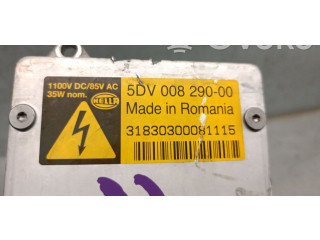 1100V DC/85V AC
35W nom.
HELLA
5DV 008 290-00
Made in Romania
31830300081115